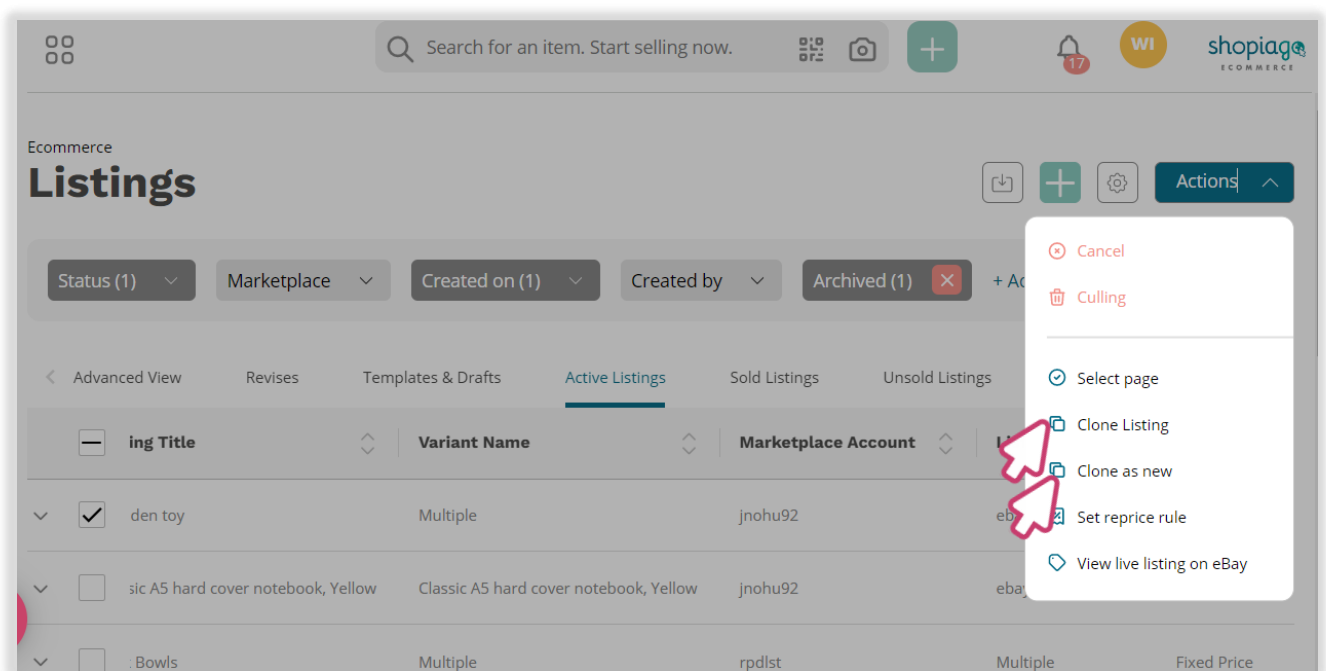 Search for an item. Start selling now.
17
WI
shopiago
ECOMMERCE
Ecommerce
Listings
Actions
Status (1)
Marketplace
Created on (1)
Created by
Archived (1)
Cancel
Culling
Select page
Clone Listing
Clone as new
Set reprice rule
View live listing on eBay
Advanced View Revises Templates & Drafts Active Listings Sold Listings Unsold Listings
ing Title Variant Name Marketplace Account
den toy Multiple jnohu92
sic A5 hard cover notebook, Yellow Classic A5 hard cover notebook, Yellow jnohu92 ebay
Bowls Multiple rpdlst Multiple Fixed Price